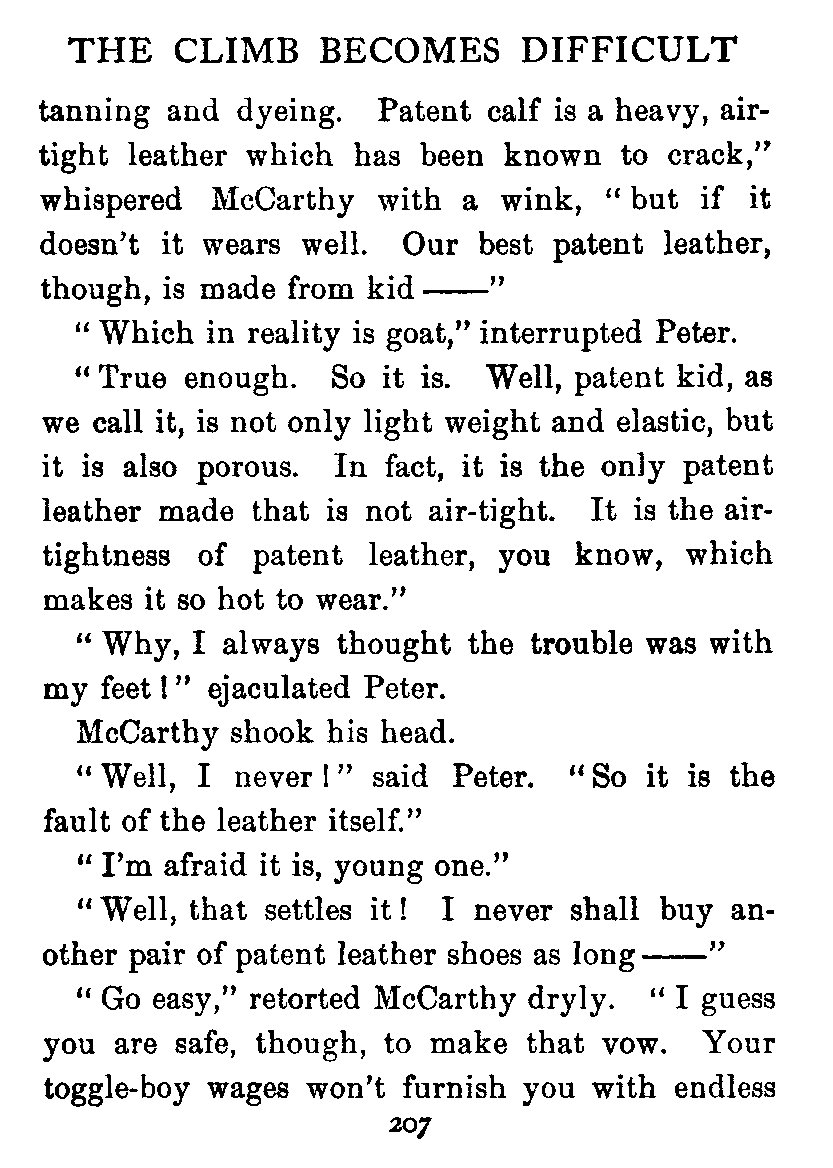 THE CLIMB BECOMES DIFFICULT
tanning and dyeing. Patent calf is a heavy, air-
tight leather which has been known to crack,"
whispered McCarthy with a wink, "but if it
doesn't it wears well. Our best patent leather,
though, is made from kid——"
"Which in reality is goat," interrupted Peter.
"True enough. So it is. Well, patent kid, as
we call it, is not only light weight and elastic, but
it is also porous. In fact, it is the only patent
leather made that is not air-tight. It is the air-
tightness of patent leather, you know, which
makes it so hot to wear."
"Why, I always thought the trouble was with
my feet!" ejaculated Peter.
McCarthy shook his head.
"Well, I never!" said Peter. "So it is the
fault of the leather itself."
"I'm afraid it is, young one."
"Well, that settles it! I never shall buy an-
other pair of patent leather shoes as long——"
"Go easy," retorted McCarthy dryly. "I guess
you are safe, though, to make that vow. Your
toggle-boy wages won't furnish you with endless
207